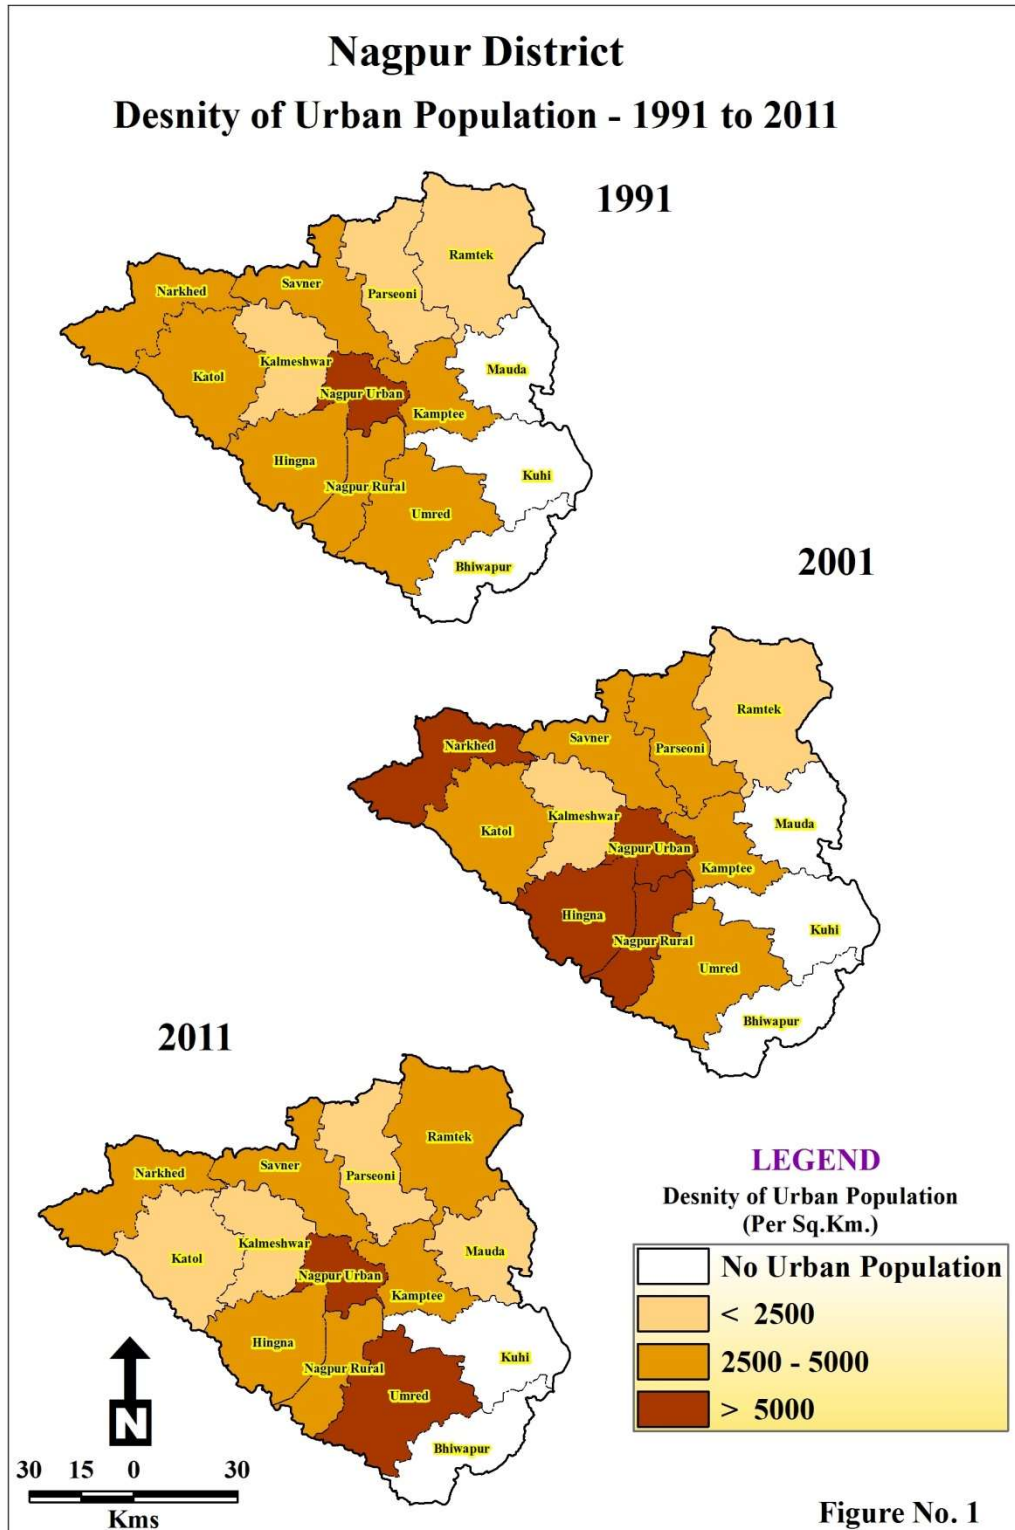 Nagpur District
Desnity of Urban Population - 1991 to 2011
1991
Ramtek
Savner
Narkhed
Parseoni
Kalmeshwar
Mauda
Katol
Nagpur Urban
Kamptee
Hingna
Kuhi
Nagpur Rural
Umred
Bhiwapur
2001
Ramtek
Savner
Narkhed
Parseoni
Kalmeshwar
Mauda
Katol
Nagpur Urban
Kamptee
Hingna
Kuhi
Nagpur Rural
Umred
Bhiwapur
2011
Ramtek
Savner
Narkhed
Parseoni
Kalmeshwar
Mauda
Katol
Nagpur Urban
Kamptee
Hingna
Kuhi
Nagpur Rural
Umred
Bhiwapur
LEGEND
Desnity of Urban Population
(Per Sq.Km.)
No Urban Population
< 2500
2500 - 5000
> 5000
N
30 15 0 30
Kms
Figure No. 1